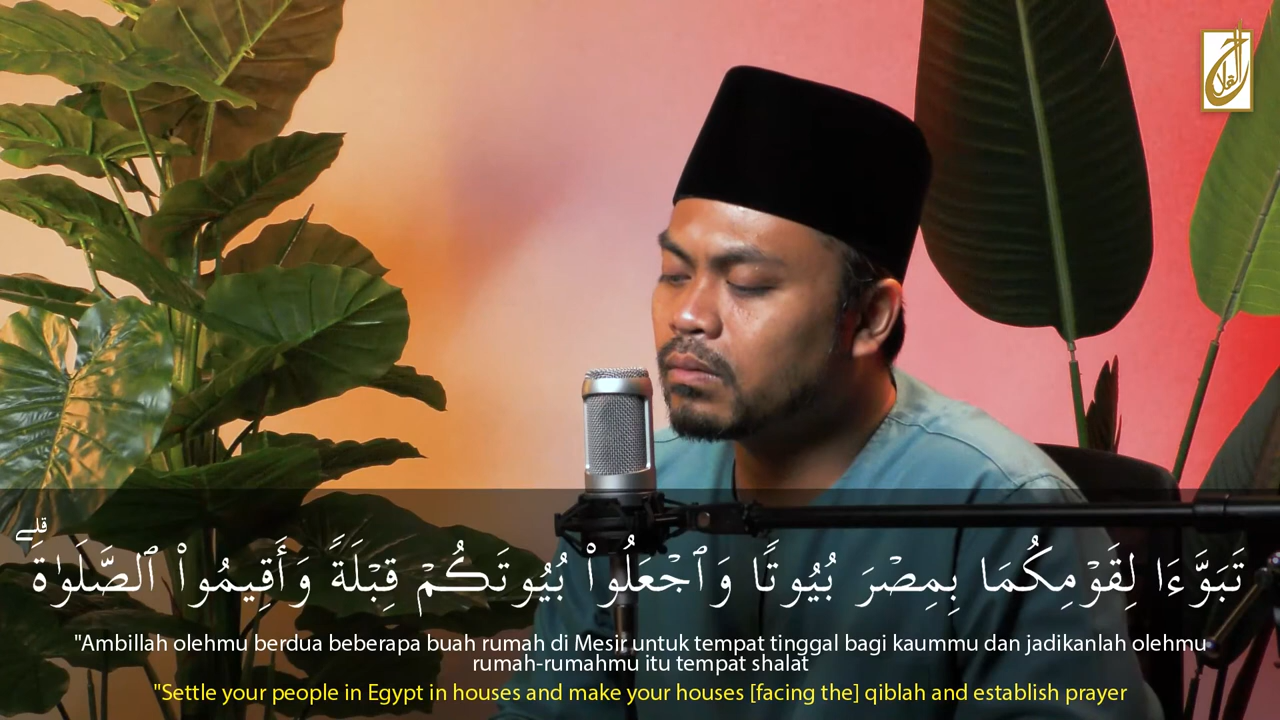 تَبَوَّءَا لِقَوْمِكُمَا بِمِصْرَ بُيُوتًا وَٱجْعَلُوا۟ بُيُوتَكُمْ قِبْلَةً وَأَقِيمُوا۟ ٱلصَّلَوٰةَ ۗ
"Ambillah olehmu berdua beberapa buah rumah di Mesir untuk tempat tinggal bagi kaummu dan jadikanlah olehmu
rumah-rumahmu itu tempat shalat
"Settle your people in Egypt in houses and make your houses [facing the] qiblah and establish prayer